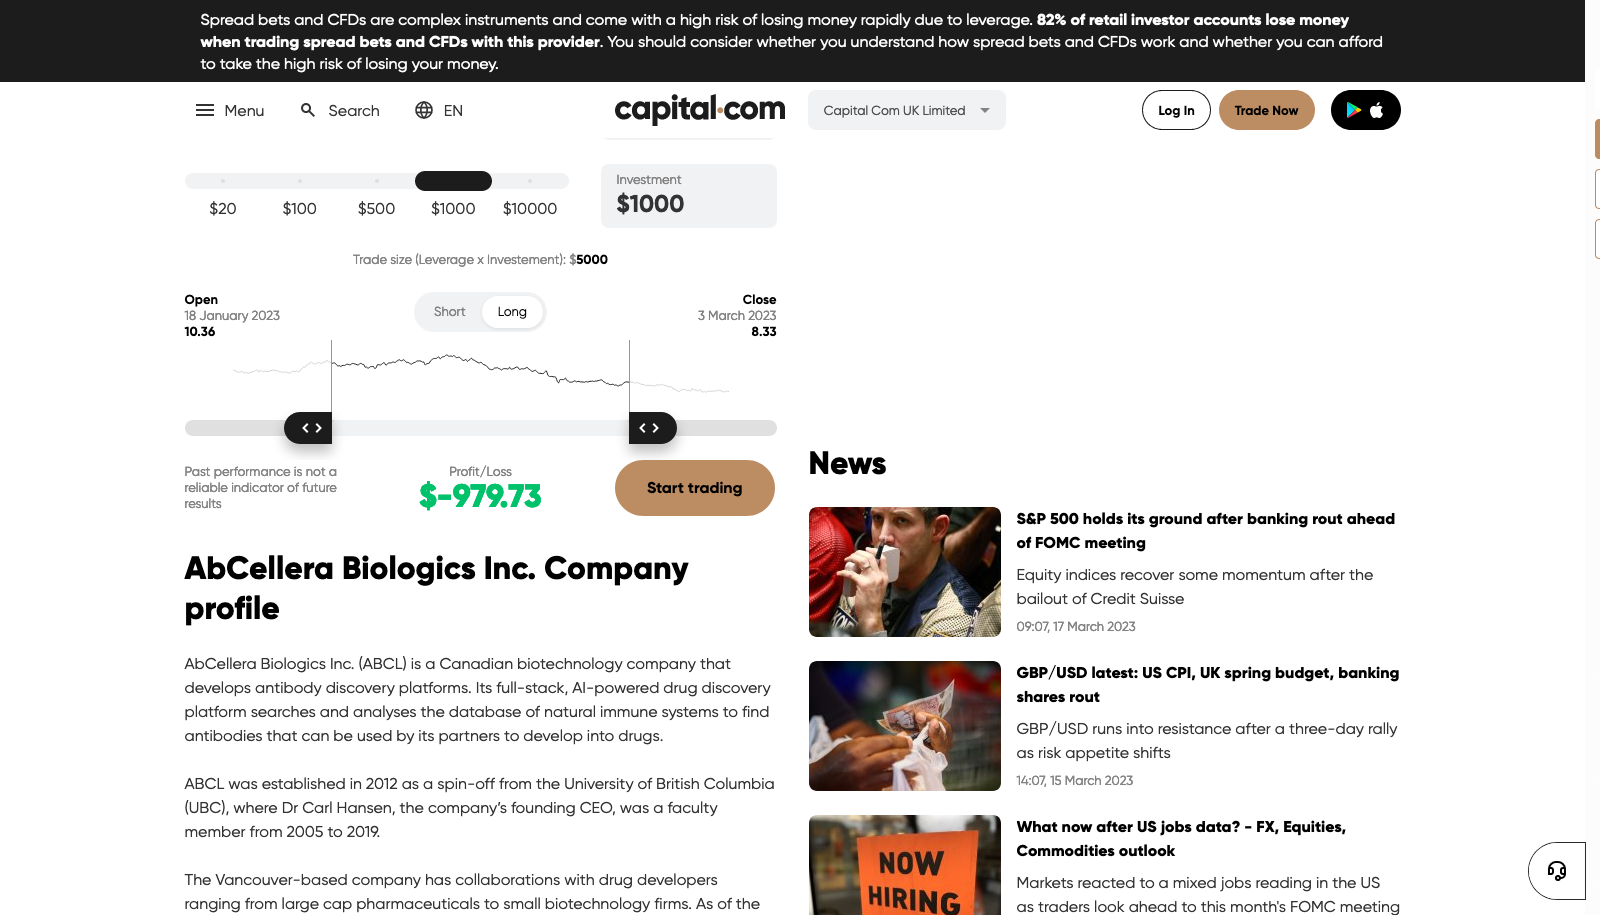 Spread bets and CFDs are complex instruments and come with a high risk of losing money rapidly due to leverage. 82% of retail investor accounts lose money
when trading spread bets and CFDs with this provider. You should consider whether you understand how spread bets and CFDs work and whether you can afford
to take the high risk of losing your money.
Menu
Search
EN
capital.com
Capital Com UK Limited
Log In
Trade Now
$20
$100
$500
$1000
$10000
Investment
$1000
Trade size (Leverage x Investement): $5000
Open
18 January 2023
10.36
Short
Long
Close
3 March 2023
8.33
Past performance is not a
reliable indicator of future
results
Profit/Loss
$-979.73
Start trading
AbCellera Biologics Inc. Company
profile
AbCellera Biologics Inc. (ABCL) is a Canadian biotechnology company that
develops antibody discovery platforms. Its full-stack, AI-powered drug discovery
platform searches and analyses the database of natural immune systems to find
antibodies that can be used by its partners to develop into drugs.
ABCL was established in 2012 as a spin-off from the University of British Columbia
(UBC), where Dr Carl Hansen, the company’s founding CEO, was a faculty
member from 2005 to 2019.
The Vancouver-based company has collaborations with drug developers
ranging from large cap pharmaceuticals to small biotechnology firms. As of the
News
S&P 500 holds its ground after banking rout ahead
of FOMC meeting
Equity indices recover some momentum after the
bailout of Credit Suisse
09:07, 17 March 2023
GBP/USD latest: US CPI, UK spring budget, banking
shares rout
GBP/USD runs into resistance after a three-day rally
as risk appetite shifts
14:07, 15 March 2023
NOW
HIRING
What now after US jobs data? - FX, Equities,
Commodities outlook
Markets reacted to a mixed jobs reading in the US
as traders look ahead to this month's FOMC meeting